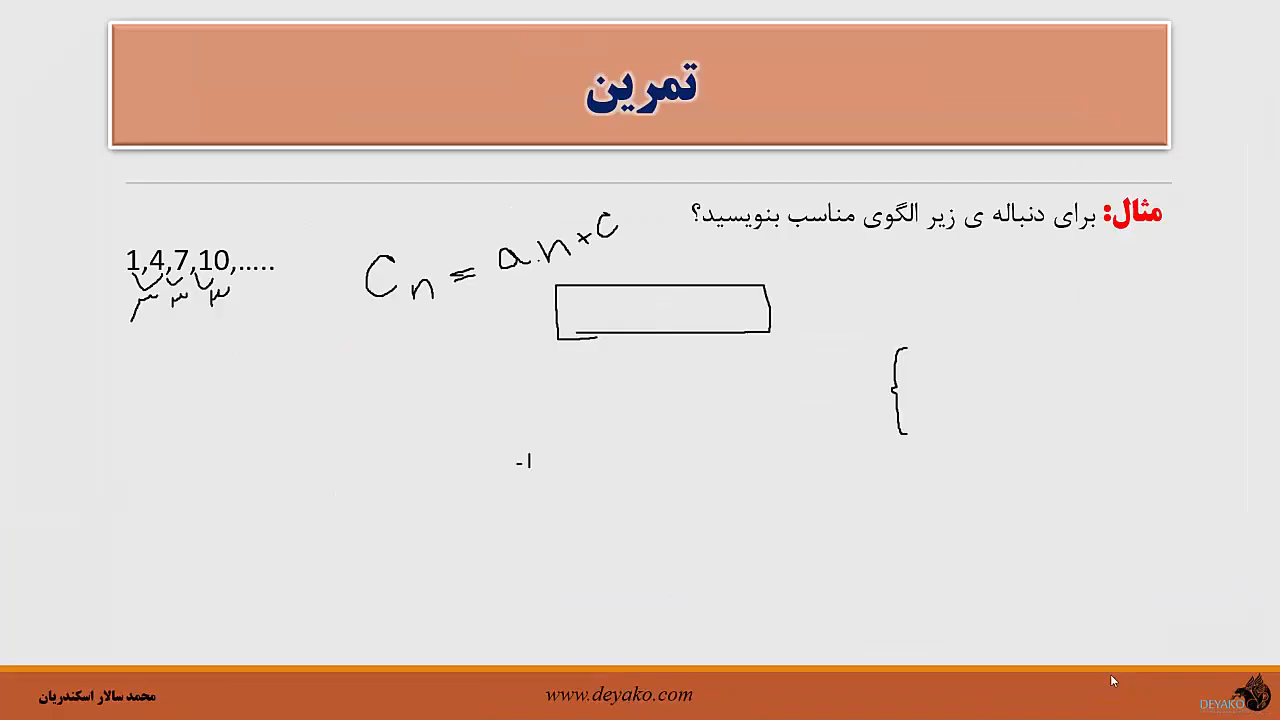 تمرین
مثال: برای دنباله ی زیر الگوی مناسب بنویسید؟
1,4,7,10,.....
۳ ۳ ۳
Cn = a.n+c
-1
محمد سالار اسکندریان
www.deyako.com
DEYAKO